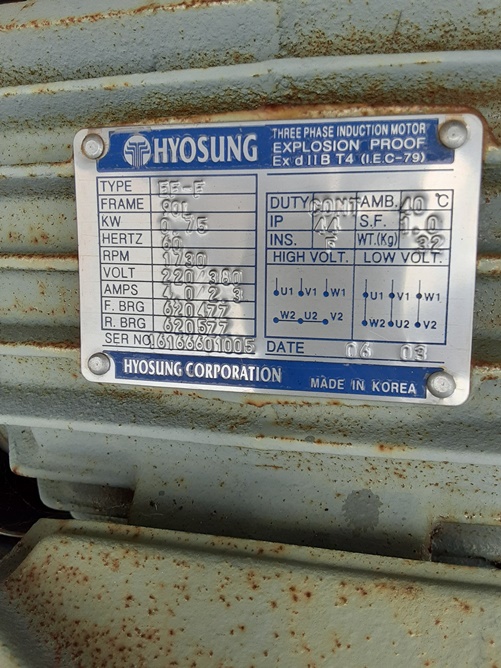 HYOSUNG
THREE PHASE INDUCTION MOTOR
EXPLOSION PROOF
Ex d II B T4 (I.E.C-79)
TYPE
FRAME 80L
KW 0.75
HERTZ 60
RPM 1730
VOLT 220/380
AMPS 4.0/2.3
F. BRG 6204ZZ
R. BRG
SER NO 16166601005
DUTY CONT AMB. 40 °C
IP 44 S.F. 1.0
INS. WT.(Kg) 32
HIGH VOLT. LOW VOLT.
U1 V1 W1 U1 V1 W1
W2 U2 V2 W2 U2 V2
DATE 06 03
HYOSUNG CORPORATION MADE IN KOREA